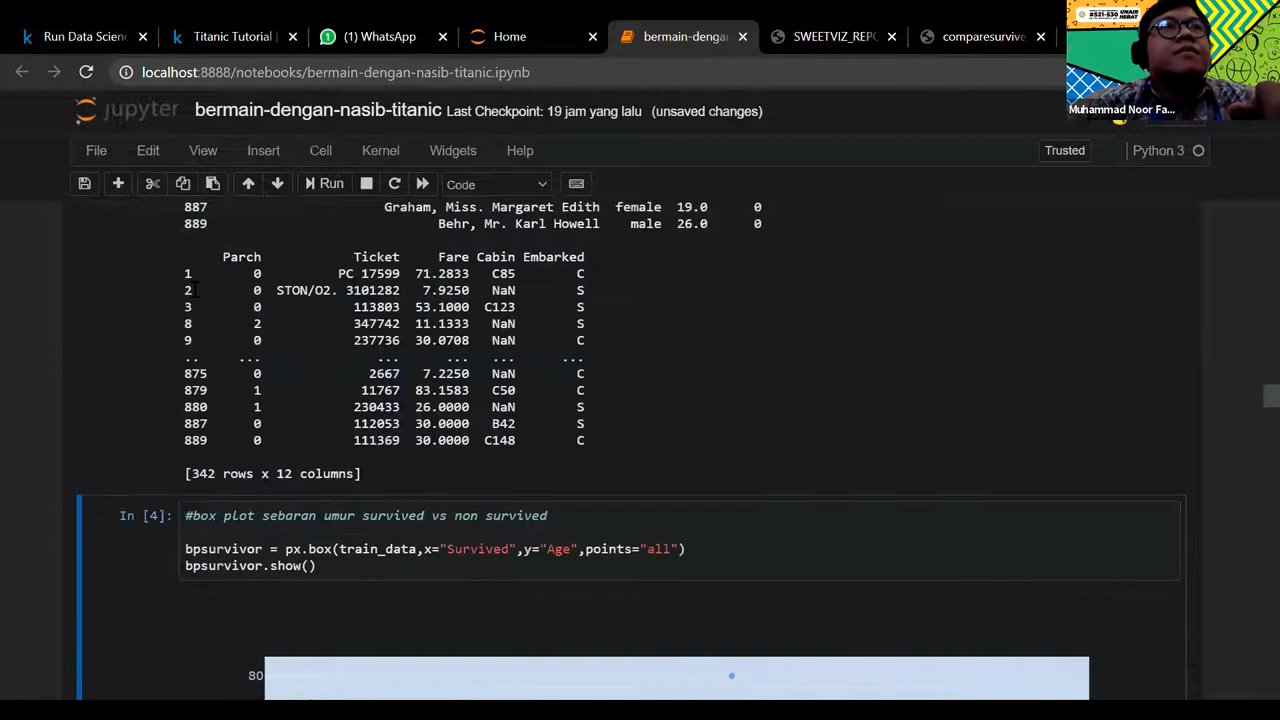 Run Data Scienc
Titanic Tutorial
(1) WhatsApp
Home
bermain-denga
SWEETVIZ_REPO
comparesurvive
localhost:8888/notebooks/bermain-dengan-nasib-titanic.ipynb
#521-530
UNAIR HEBAT
Muhammad Noor Fa...
jupyter
bermain-dengan-nasib-titanic Last Checkpoint: 19 jam yang lalu (unsaved changes)
File Edit View Insert Cell Kernel Widgets Help
Trusted
Python 3
Run
Code
887 Graham, Miss. Margaret Edith female 19.0 0
889 Behr, Mr. Karl Howell male 26.0 0
Parch Ticket Fare Cabin Embarked
1 0 PC 17599 71.2833 C85 C
2 0 STON/O2. 3101282 7.9250 NaN S
3 0 113803 53.1000 C123 S
8 2 347742 11.1333 NaN S
9 0 237736 30.0708 NaN C
.. ... ... ... ... ...
875 0 2667 7.2250 NaN C
879 1 11767 83.1583 C50 C
880 1 230433 26.0000 NaN S
887 0 112053 30.0000 B42 S
889 0 111369 30.0000 C148 C
[342 rows x 12 columns]
In [4]:
#box plot sebaran umur survived vs non survived
bpsurvivor = px.box(train_data,x="Survived",y="Age",points="all")
bpsurvivor.show()
80